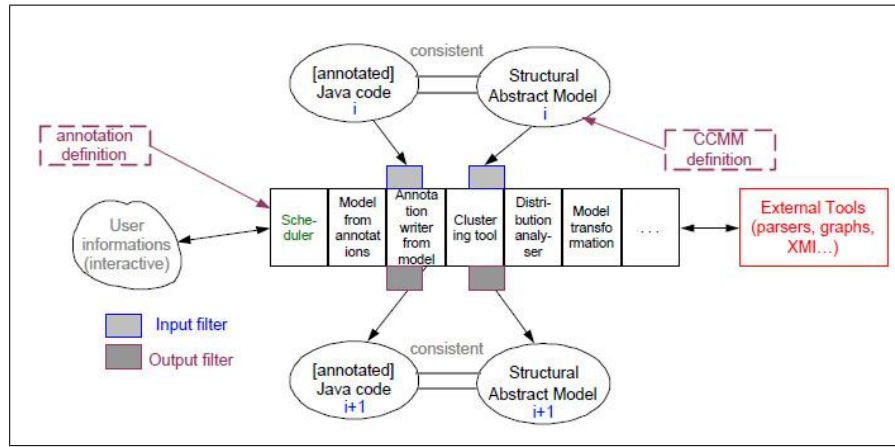 consistent
[annotated]
Java code
i
Structural
Abstract Model
i
annotation
definition
CCMM
definition
User
informations
(interactive)
Sche-
duler
Model
from
annotat-
ions
Annota
tion
writer
from
model
Cluster
ing tool
Distri-
bution
analy-
ser
Model
transfo
rmation
. . .
External Tools
(parsers, graphs,
XMI...)
Input filter
Output filter
consistent
[annotated]
Java code
i+1
Structural
Abstract Model
i+1